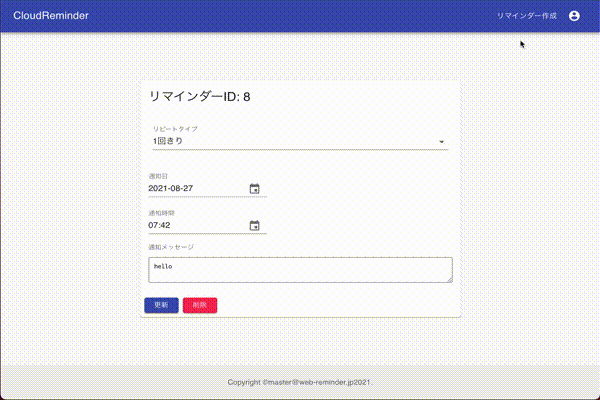 CloudReminder
リマインダー作成
リマインダーID: 8
リピートタイプ
1回きり
通知日
2021-08-27
通知時間
07:42
通知メッセージ
hello
更新 削除
Copyright ©master@web-reminder.jp2021.